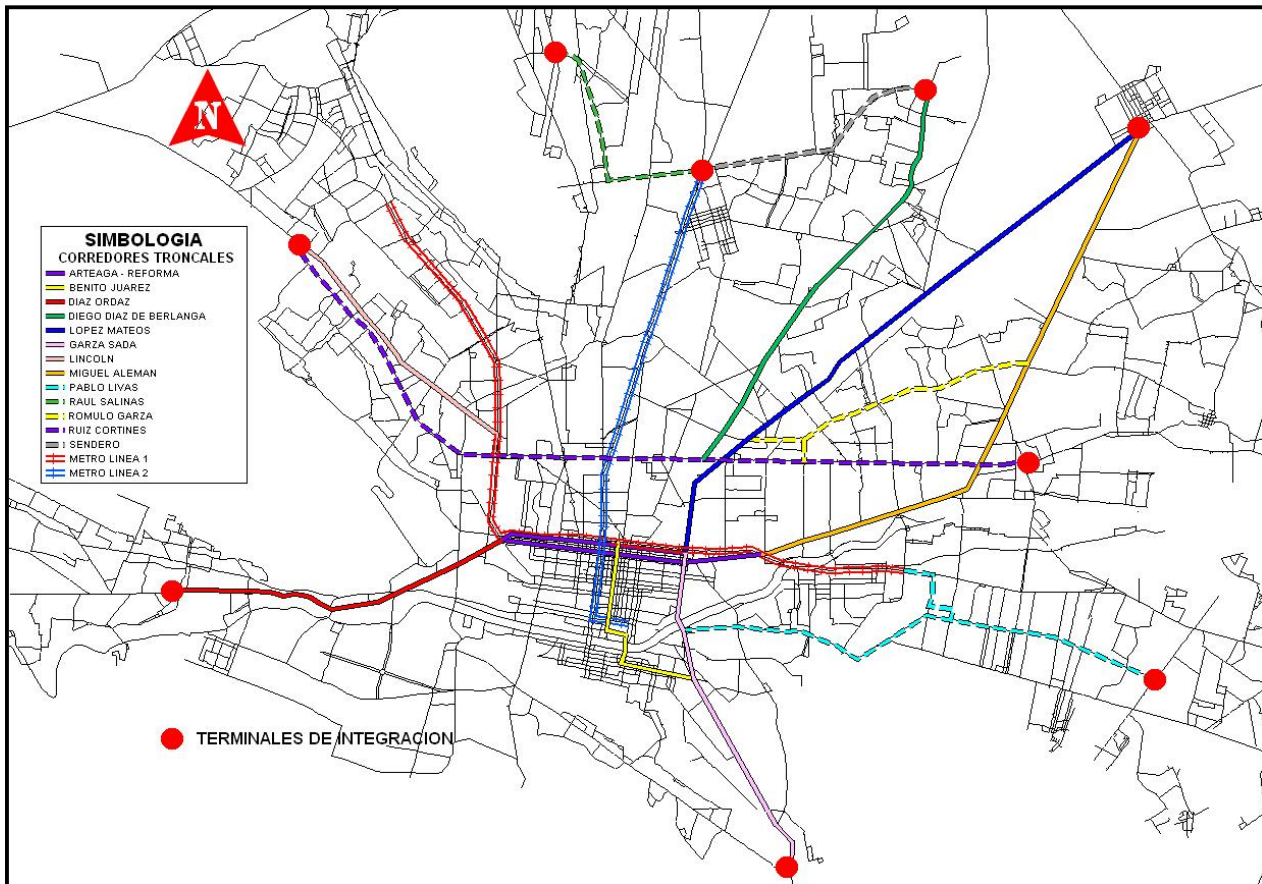 N
SIMBOLOGIA
CORREDORES TRONCALES
ARTEAGA - REFORMA
BENITO JUAREZ
DIAZ ORDAZ
DIEGO DIAZ DE BERLANGA
LOPEZ MATEOS
GARZA SADA
LINCOLN
MIGUEL ALEMAN
PABLO LIVAS
RAUL SALINAS
ROMULO GARZA
RUIZ CORTINES
SENDERO
METRO LINEA 1
METRO LINEA 2
TERMINALES DE INTEGRACION